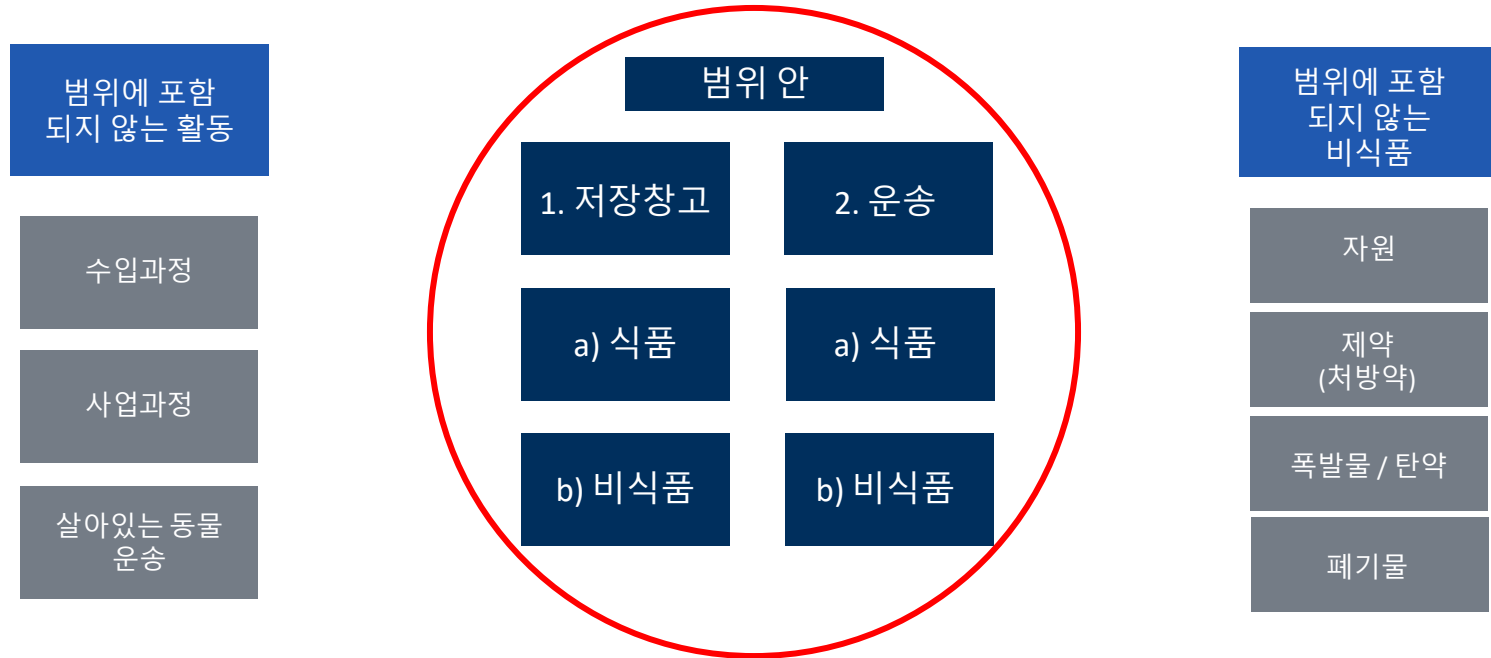 범위에 포함
되지 않는 활동
수입과정
사업과정
살아있는 동물
운송
범위 안
1. 저장창고
2. 운송
a) 식품
a) 식품
b) 비식품
b) 비식품
범위에 포함
되지 않는
비식품
자원
제약
(처방약)
폭발물 / 탄약
폐기물